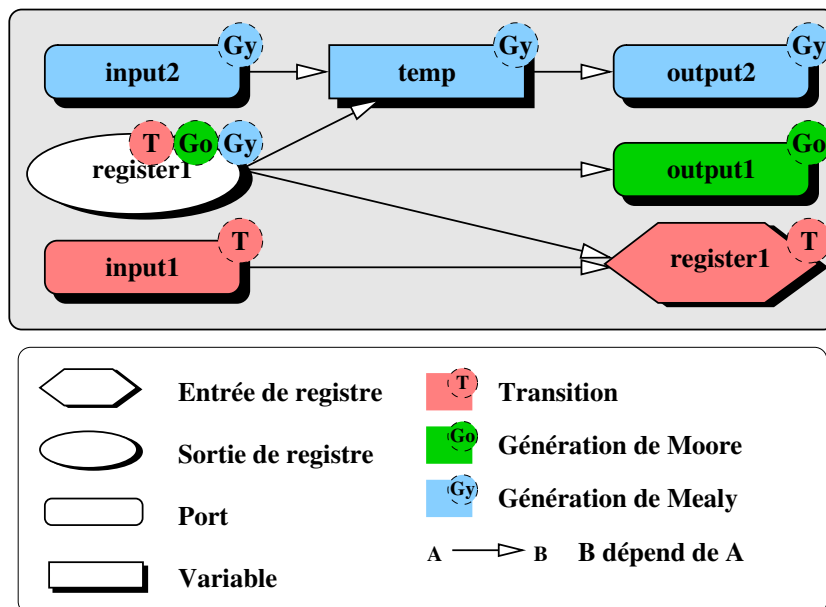 Gy Gy Gy
input2 temp output2
T Go Gy Go
register1 output1
T T
input1 register1
Entrée de registre T Transition
Sortie de registre Go Génération de Moore
Port Gy Génération de Mealy
Variable A B B dépend de A